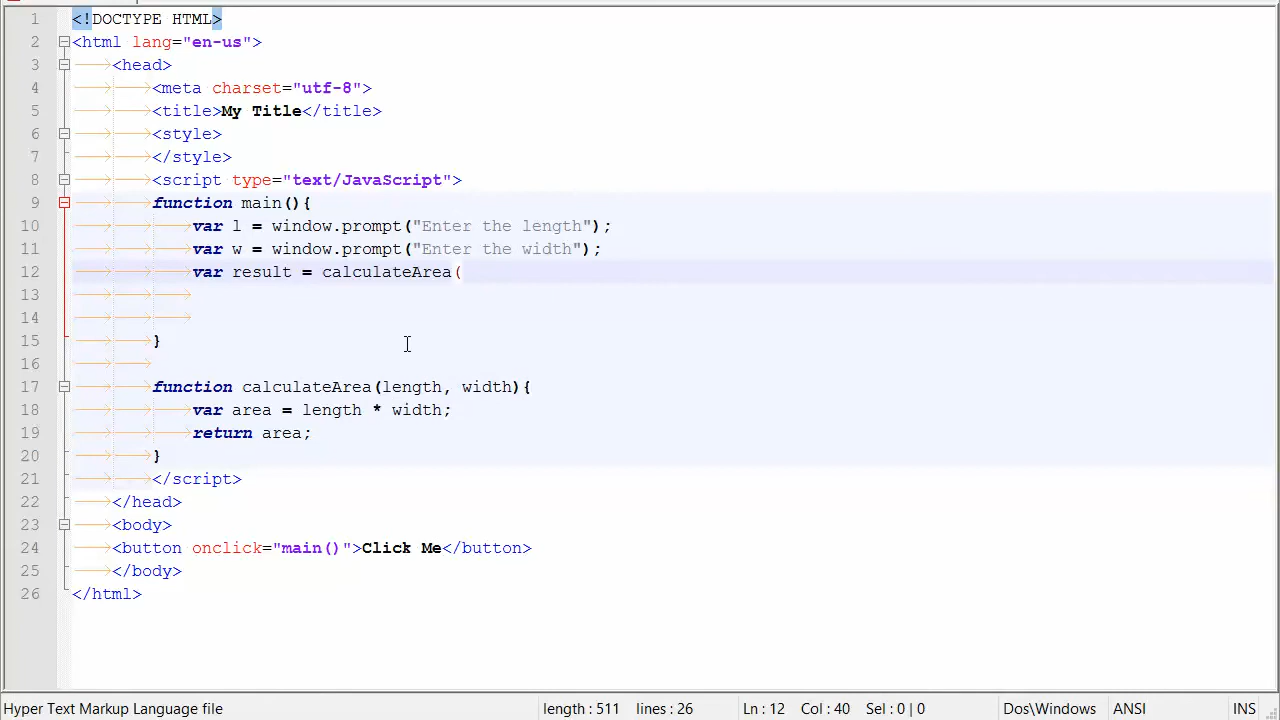 1 <!DOCTYPE HTML>
2 <html lang="en-us">
3 <head>
4 <meta charset="utf-8">
5 <title>My Title</title>
6 <style>
7 </style>
8 <script type="text/JavaScript">
9 function main(){
10 var l = window.prompt("Enter the length");
11 var w = window.prompt("Enter the width");
12 var result = calculateArea(
13
14
15 }
16
17 function calculateArea(length, width){
18 var area = length * width;
19 return area;
20 }
21 </script>
22 </head>
23 <body>
24 <button onclick="main()">Click Me</button>
25 </body>
26 </html>
Hyper Text Markup Language file length : 511 lines : 26 Ln : 12 Col : 40 Sel : 0 | 0 Dos\Windows ANSI INS